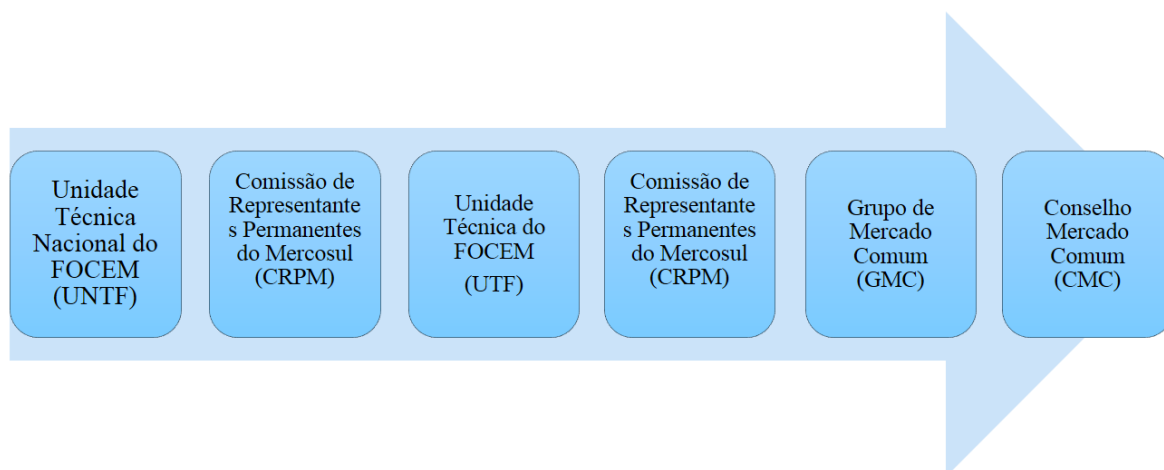 Unidade
Técnica
Nacional do
FOCEM
(UNTF)
Comissão de
Representante
s Permanentes
do Mercosul
(CRPM)
Unidade
Técnica do
FOCEM
(UTF)
Comissão de
Representante
s Permanentes
do Mercosul
(CRPM)
Grupo de
Mercado
Comum
(GMC)
Conselho
Mercado
Comum
(CMC)